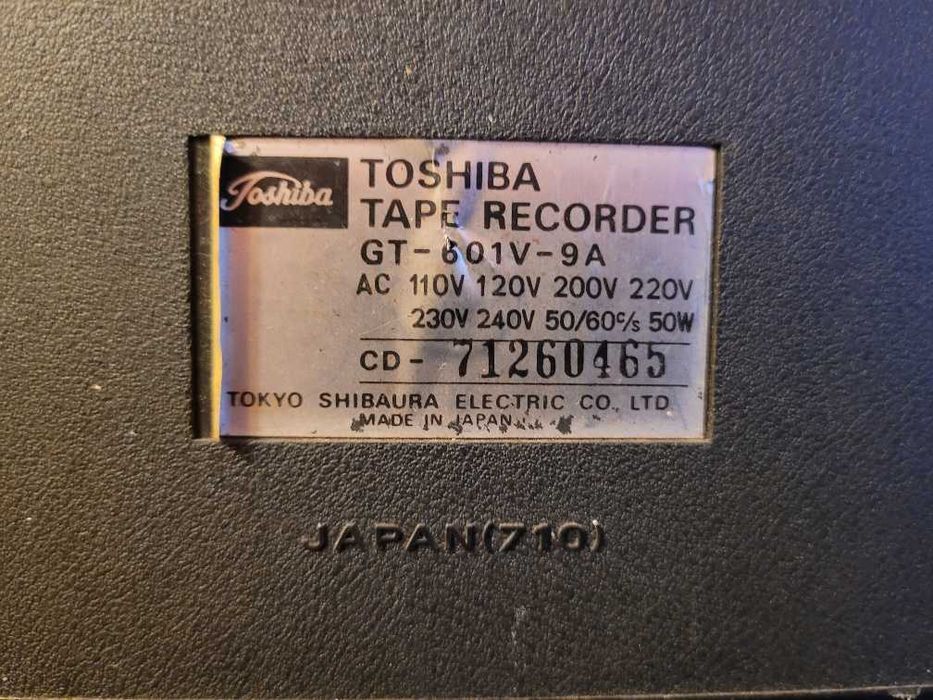 Toshiba
TOSHIBA
TAPE RECORDER
GT-601V-9A
AC 110V 120V 200V 220V
230V 240V 50/60c/s 50W
CD- 71260465
TOKYO SHIBAURA ELECTRIC CO., LTD
MADE IN JAPAN
JAPAN(710)